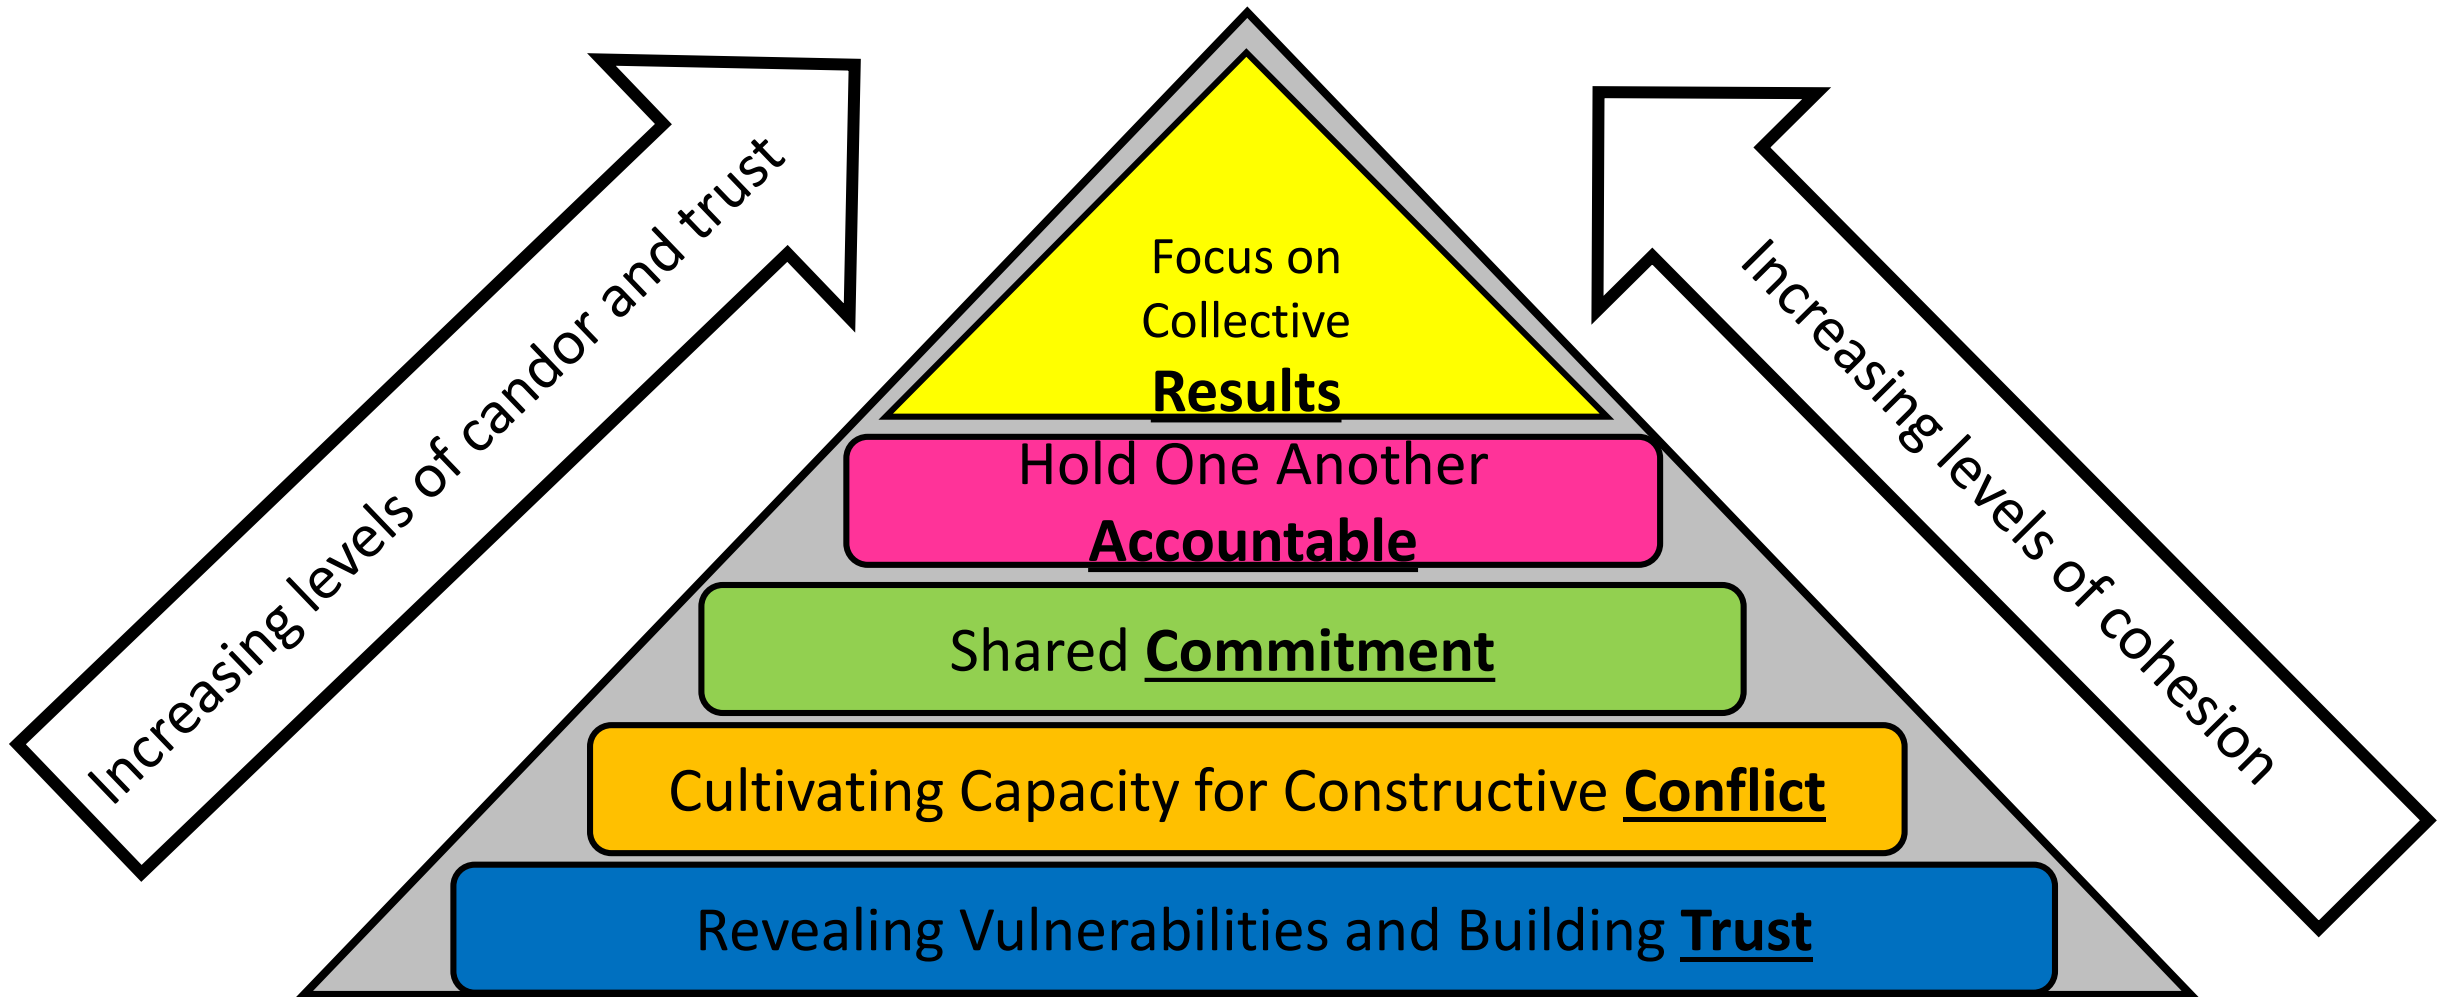 Increasing levels of candor and trust
Focus on
Collective
Results
Hold One Another
Accountable
Shared Commitment
Cultivating Capacity for Constructive Conflict
Revealing Vulnerabilities and Building Trust
Increasing levels of cohesion